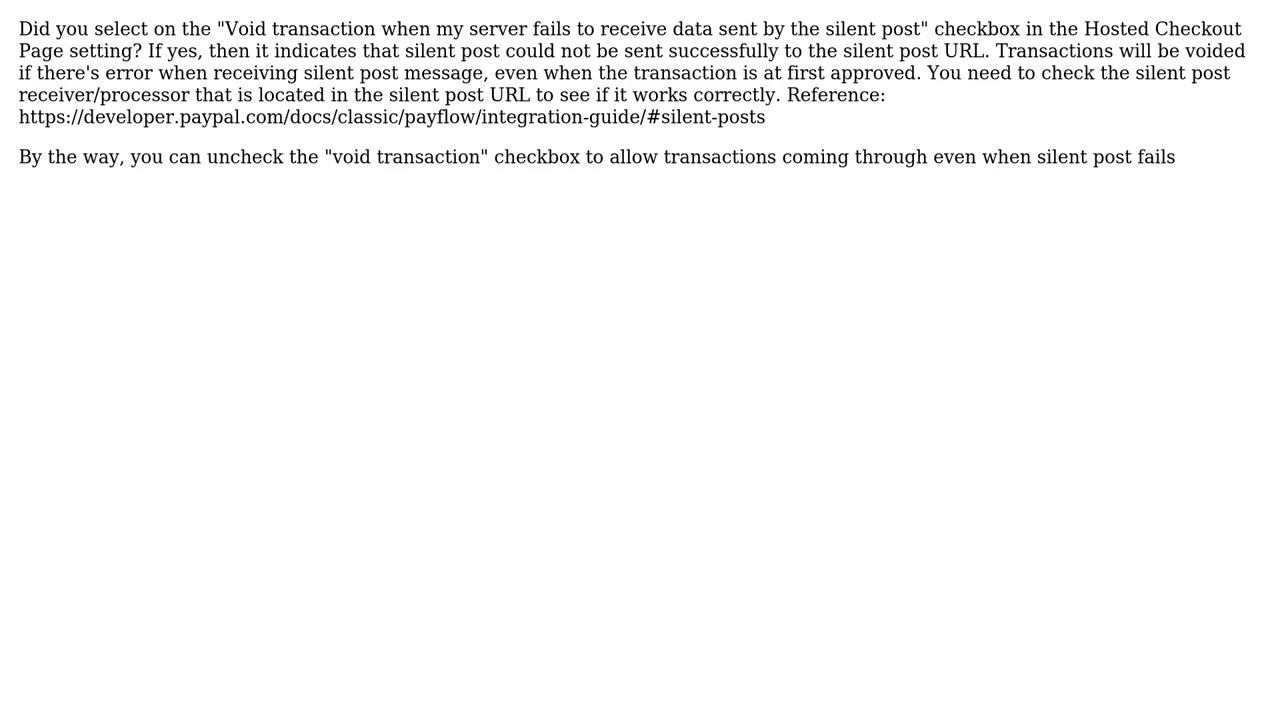 Did you select on the "Void transaction when my server fails to receive data sent by the silent post" checkbox in the Hosted Checkout
Page setting? If yes, then it indicates that silent post could not be sent successfully to the silent post URL. Transactions will be voided
if there's error when receiving silent post message, even when the transaction is at first approved. You need to check the silent post
receiver/processor that is located in the silent post URL to see if it works correctly. Reference:
https://developer.paypal.com/docs/classic/payflow/integration-guide/#silent-posts
By the way, you can uncheck the "void transaction" checkbox to allow transactions coming through even when silent post fails